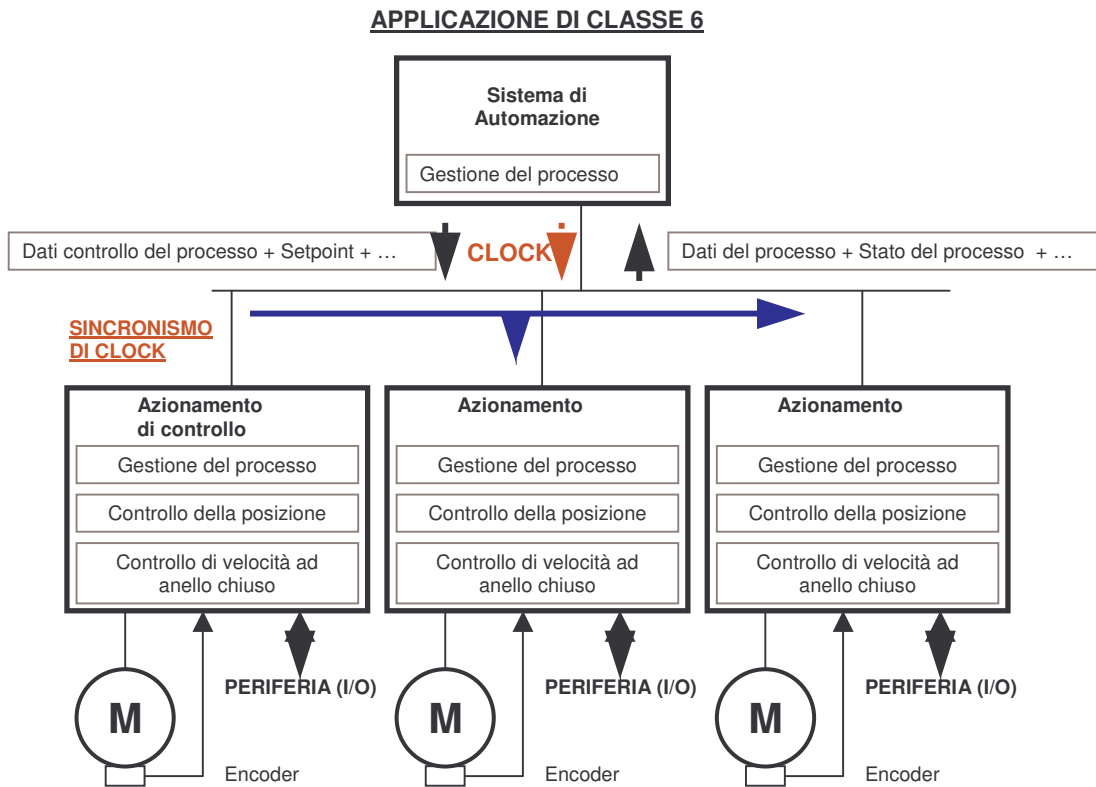 APPLICAZIONE DI CLASSE 6
Sistema di
Automazione
Gestione del processo
Dati controllo del processo + Setpoint + …
CLOCK
Dati del processo + Stato del processo + …
SINCRONISMO
DI CLOCK
Azionamento
di controllo
Gestione del processo
Controllo della posizione
Controllo di velocità ad
anello chiuso
Azionamento
Gestione del processo
Controllo della posizione
Controllo di velocità ad
anello chiuso
Azionamento
Gestione del processo
Controllo della posizione
Controllo di velocità ad
anello chiuso
M
PERIFERIA (I/O)
Encoder
M
PERIFERIA (I/O)
Encoder
M
PERIFERIA (I/O)
Encoder